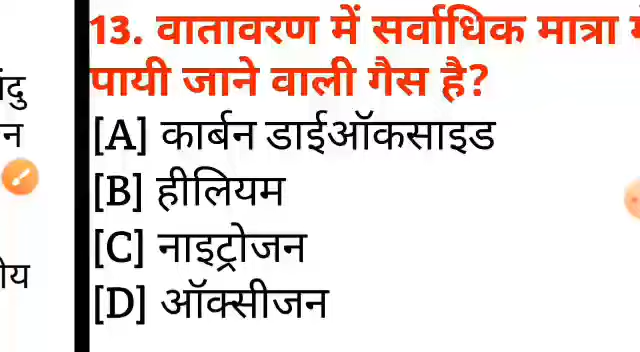 13. वातावरण में सर्वाधिक मात्रा
पायी जाने वाली गैस है?
[A] कार्बन डाईऑकसाइड
[B] हीलियम
[C] नाइट्रोजन
[D] ऑक्सीजन